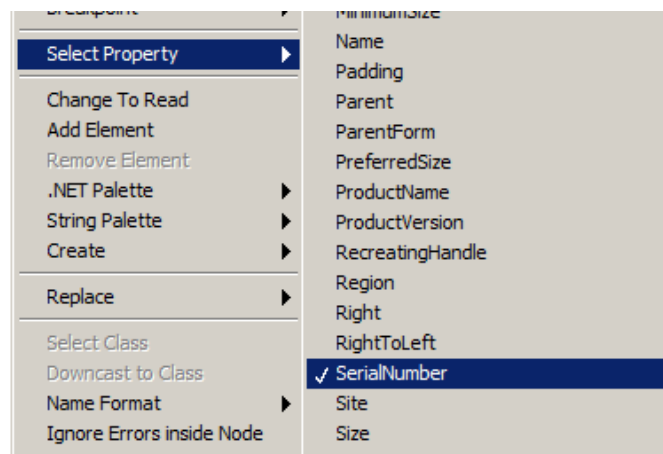 Breakpoint
Select Property
Change To Read
Add Element
Remove Element
.NET Palette
String Palette
Create
Replace
Select Class
Downcast to Class
Name Format
Ignore Errors inside Node
MinimumSize
Name
Padding
Parent
ParentForm
PreferredSize
ProductName
ProductVersion
RecreatingHandle
Region
Right
RightToLeft
SerialNumber
Site
Size